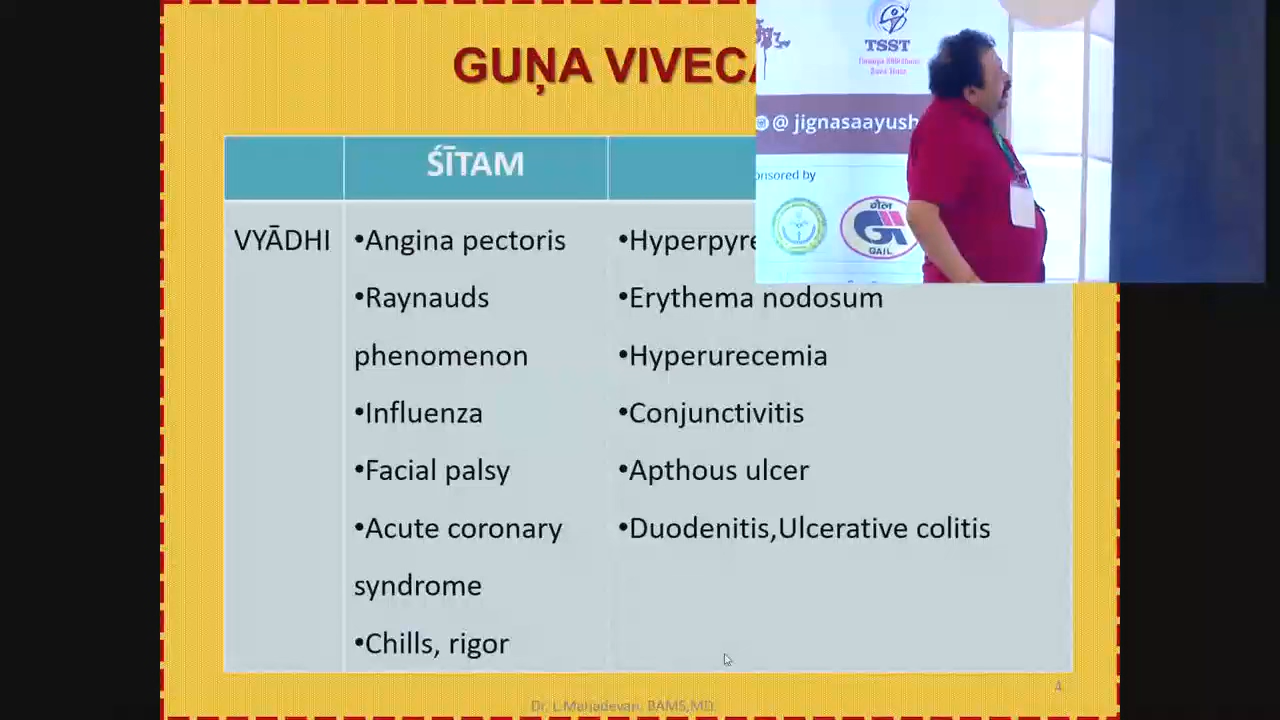 GUṆA VIVECA
TSST
@ jignasaayush
onsored by
गेल
GAIL
ŚĪTAM
VYĀDHI
•Angina pectoris
•Raynauds
phenomenon
•Influenza
•Facial palsy
•Acute coronary
syndrome
•Chills, rigor
•Hyperpyre
•Erythema nodosum
•Hyperurecemia
•Conjunctivitis
•Apthous ulcer
•Duodenitis,Ulcerative colitis
4
Dr. L.Mahadevan, BAMS,MD.